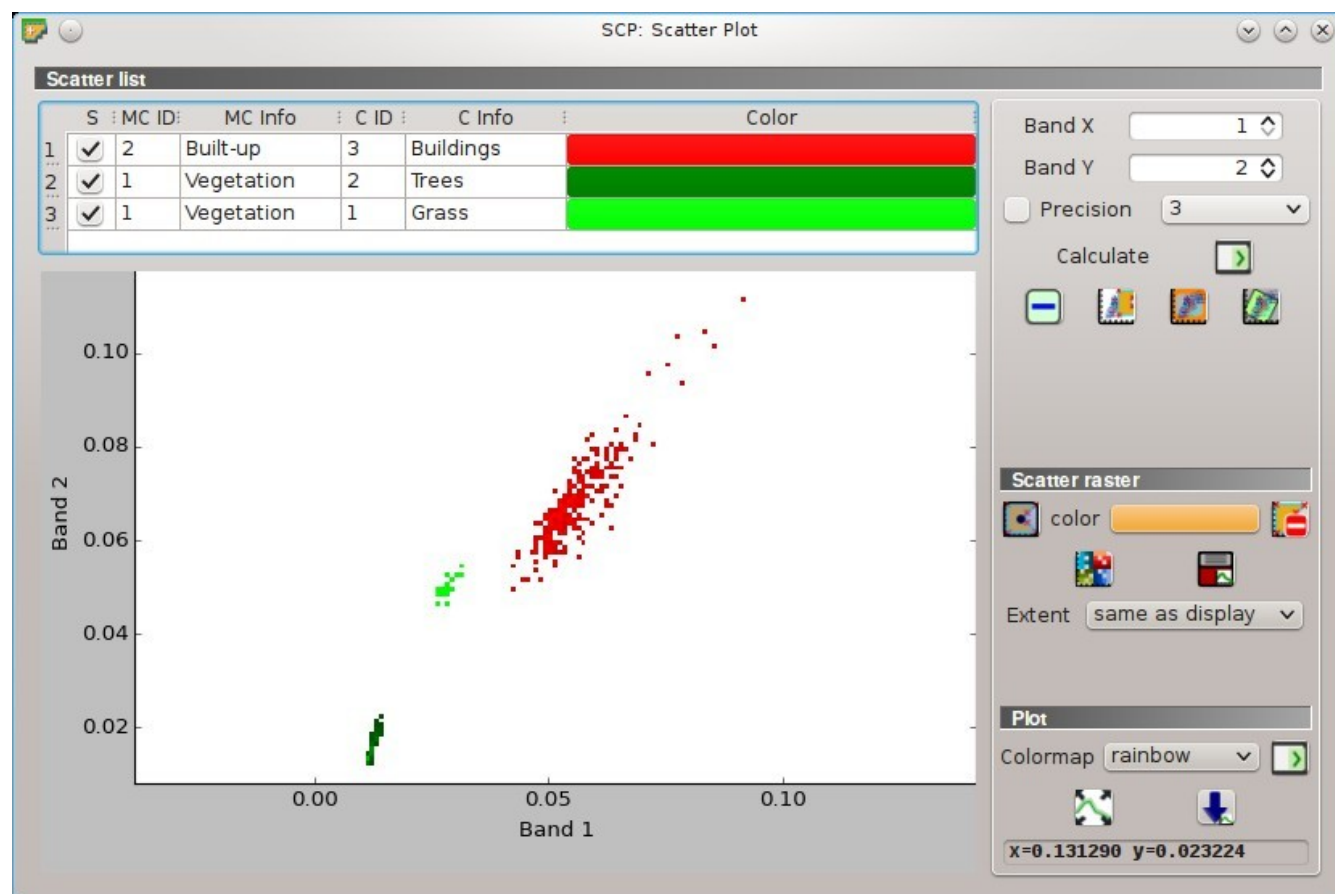 SCP: Scatter Plot
Scatter list
S MC ID MC Info C ID C Info Color
1 2 Built-up 3 Buildings
2 1 Vegetation 2 Trees
3 1 Vegetation 1 Grass
Band X 1
Band Y 2
Precision 3
Calculate
Scatter raster
color
Extent same as display
Plot
Colormap rainbow
x=0.131290 y=0.023224
0.10
0.08
0.06
0.04
0.02
Band 2
0.00 0.05 0.10
Band 1